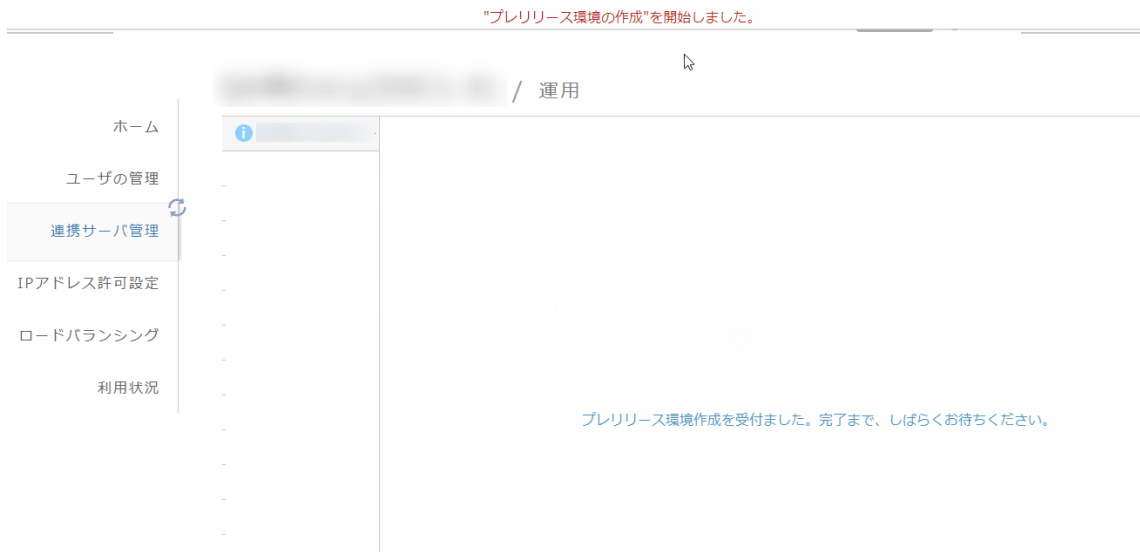 "プレリリース環境の作成"を開始しました。
/ 運用
ホーム
ユーザの管理
連携サーバ管理
IPアドレス許可設定
ロードバランシング
利用状況
プレリリース環境作成を受付ました。完了まで、しばらくお待ちください。